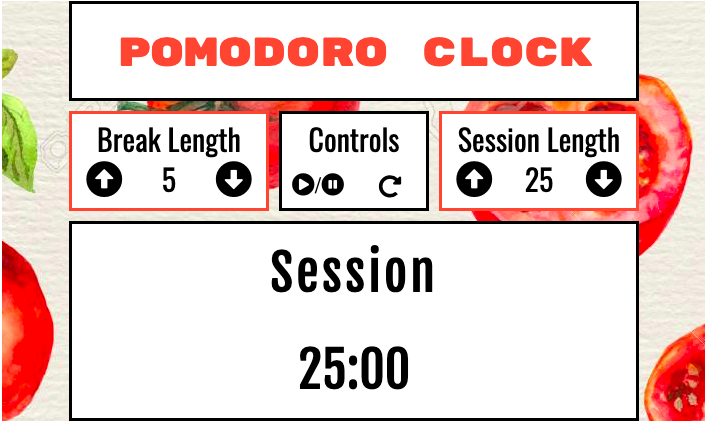 POMODORO CLOCK
Break Length
5
Controls
/
Session Length
25
Session
25:00